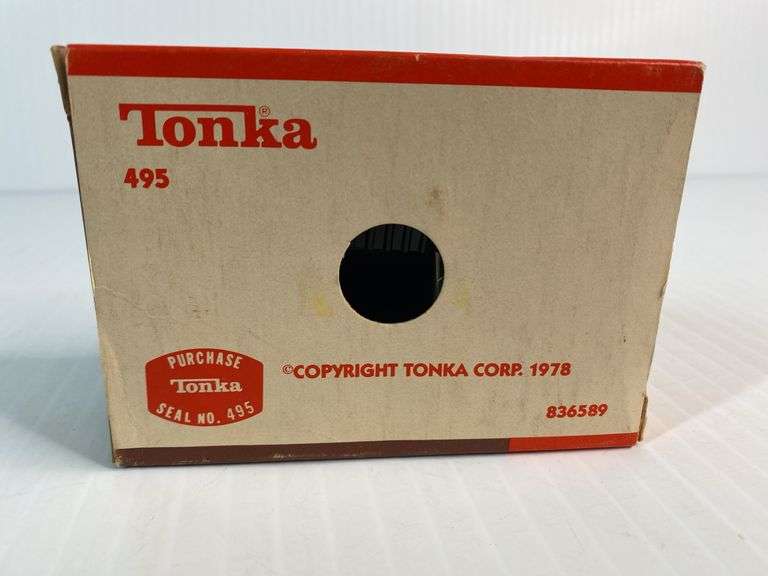 Tonka®
495
PURCHASE
Tonka
SEAL NO. 495
©COPYRIGHT TONKA CORP. 1978
836589